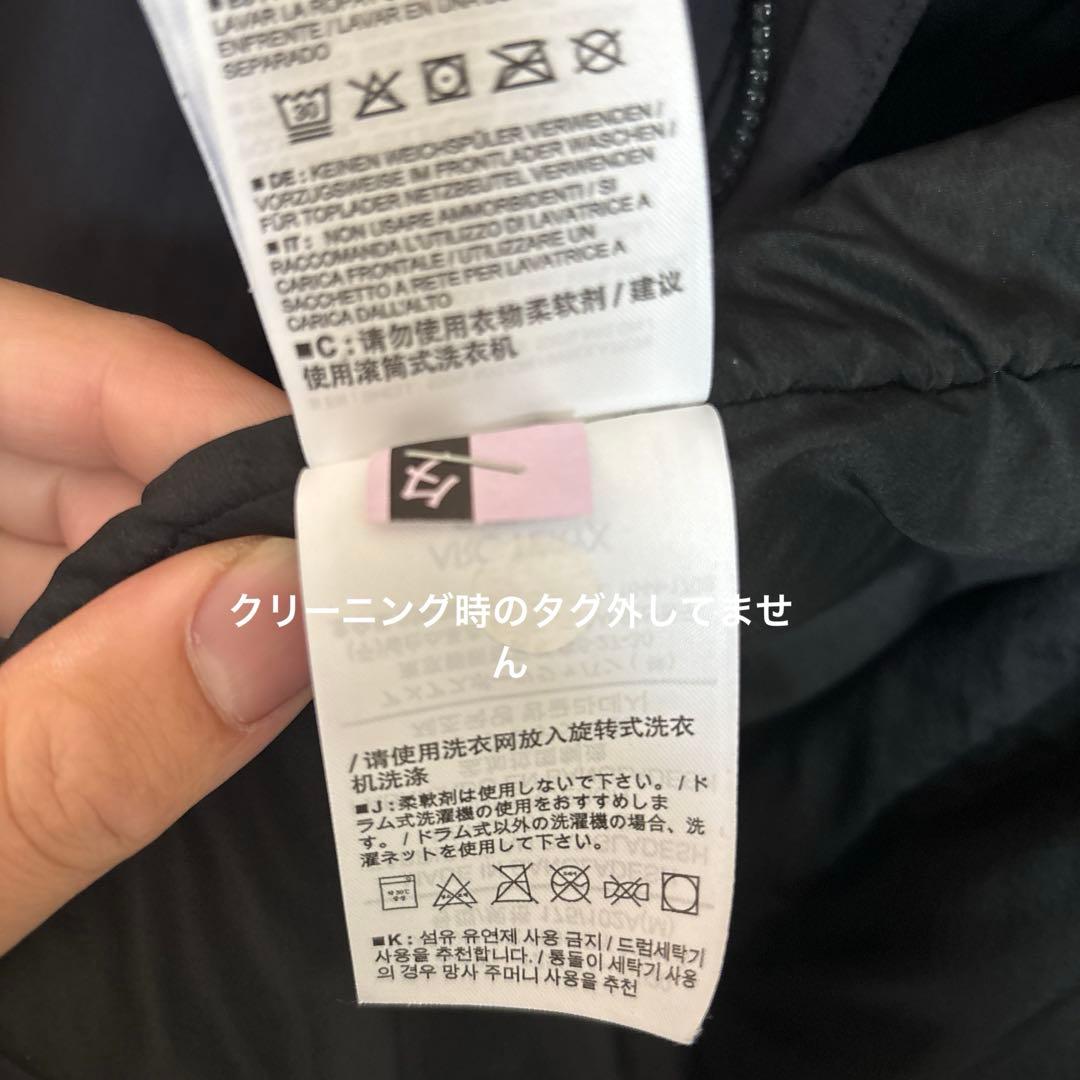 LAVAR LA ROPA
ENFRENTE / LAVAR EN UNA
SEPARADO
30
■DE : KEINEN WEICHSPÜLER VERWENDEN /
VORZUGSWEISE IM FRONTLADER WASCHEN /
FÜR TOPLADER NETZBEUTEL VERWENDEN
■IT : NON USARE AMMORBIDENTI / SI
RACCOMANDA L'UTILIZZO DI LAVATRICE A
CARICA FRONTALE / UTILIZZARE UN
SACCHETTO A RETE PER LAVATRICE A
CARICA DALL'ALTO
■C : 请勿使用衣物柔软剂 / 建议
使用滚筒式洗衣机
タ
クリーニング時のタグ外してませ
ん
/ 请使用洗衣网放入旋转式洗衣
机洗涤
■J : 柔軟剤は使用しないで下さい。/ ド
ラム式洗濯機の使用をおすすめしま
す。/ ドラム式以外の洗濯機の場合、洗
濯ネットを使用して下さい。
■K : 섬유 유연제 사용 금지 / 드럼세탁기
사용을 추천합니다. / 통돌이 세탁기 사용
의 경우 망사 주머니 사용을 추천